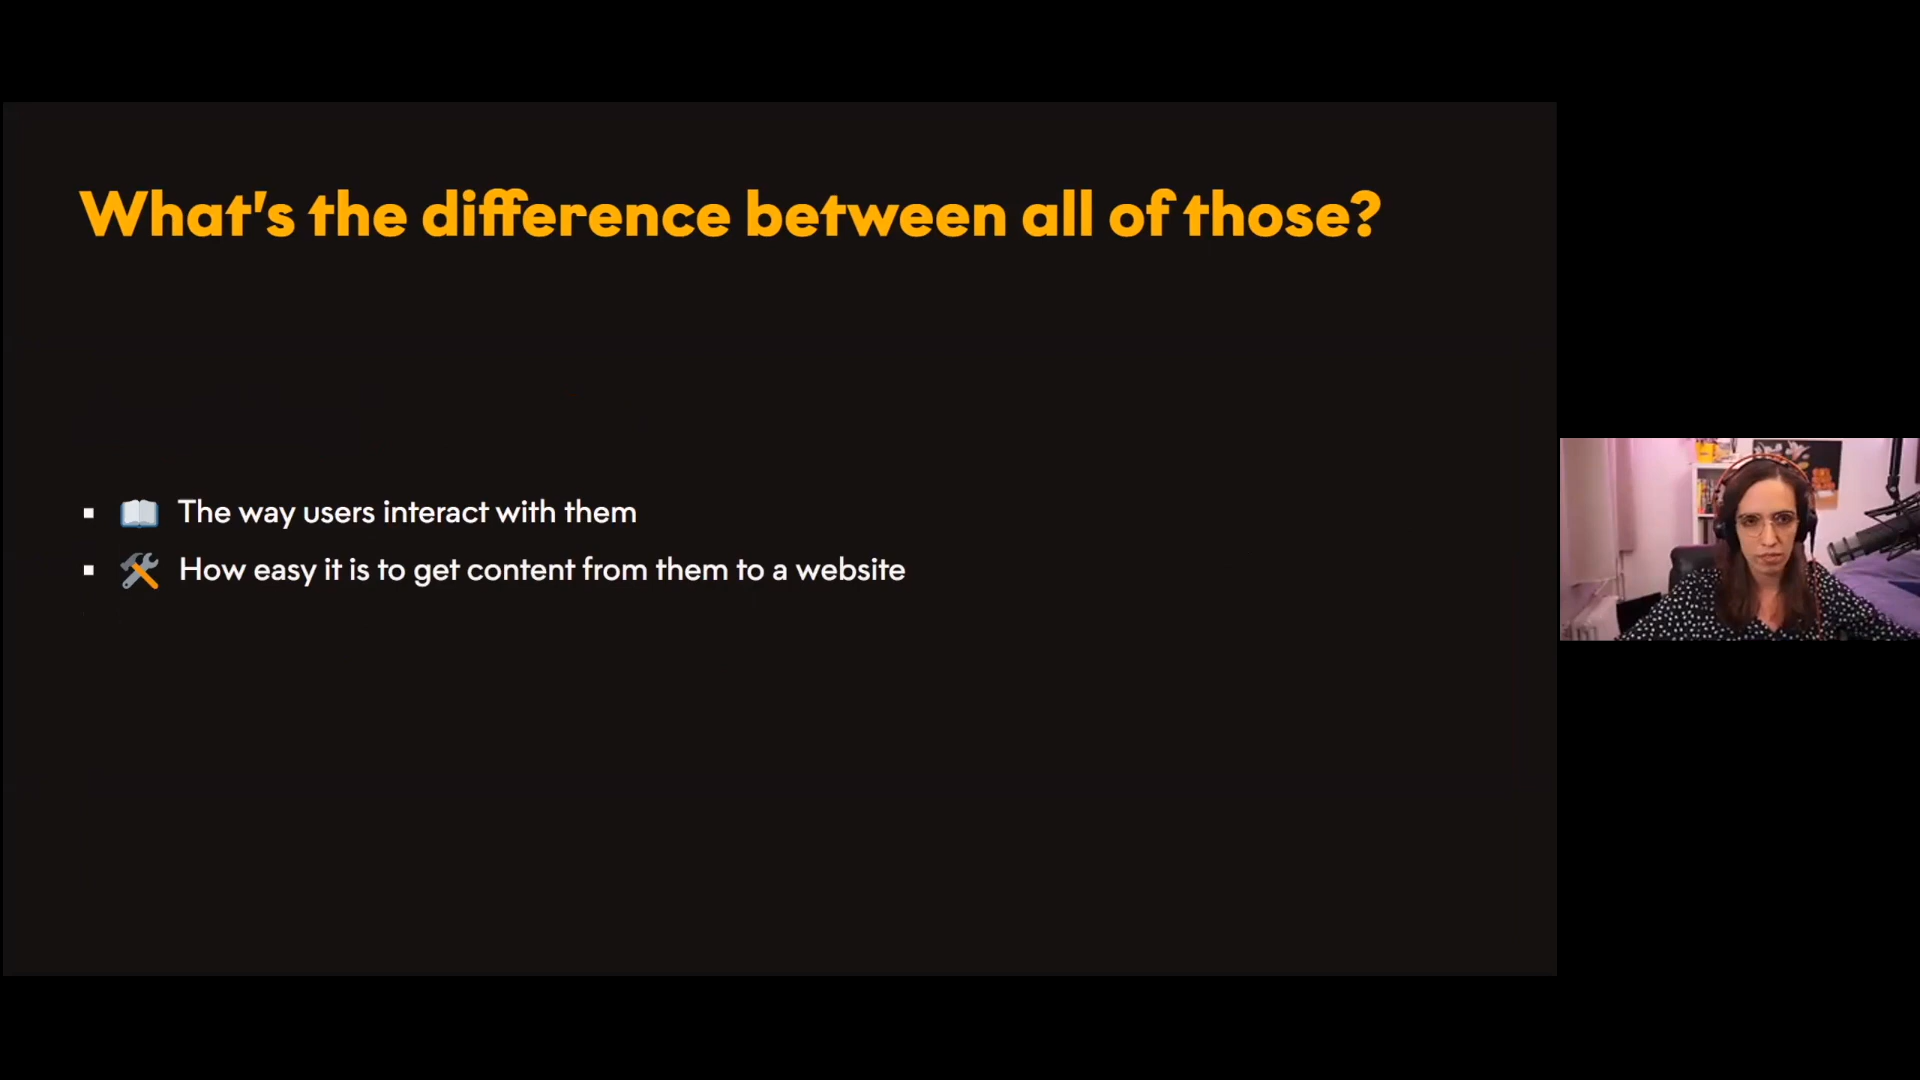 What's the difference between all of those?
The way users interact with them
How easy it is to get content from them to a website